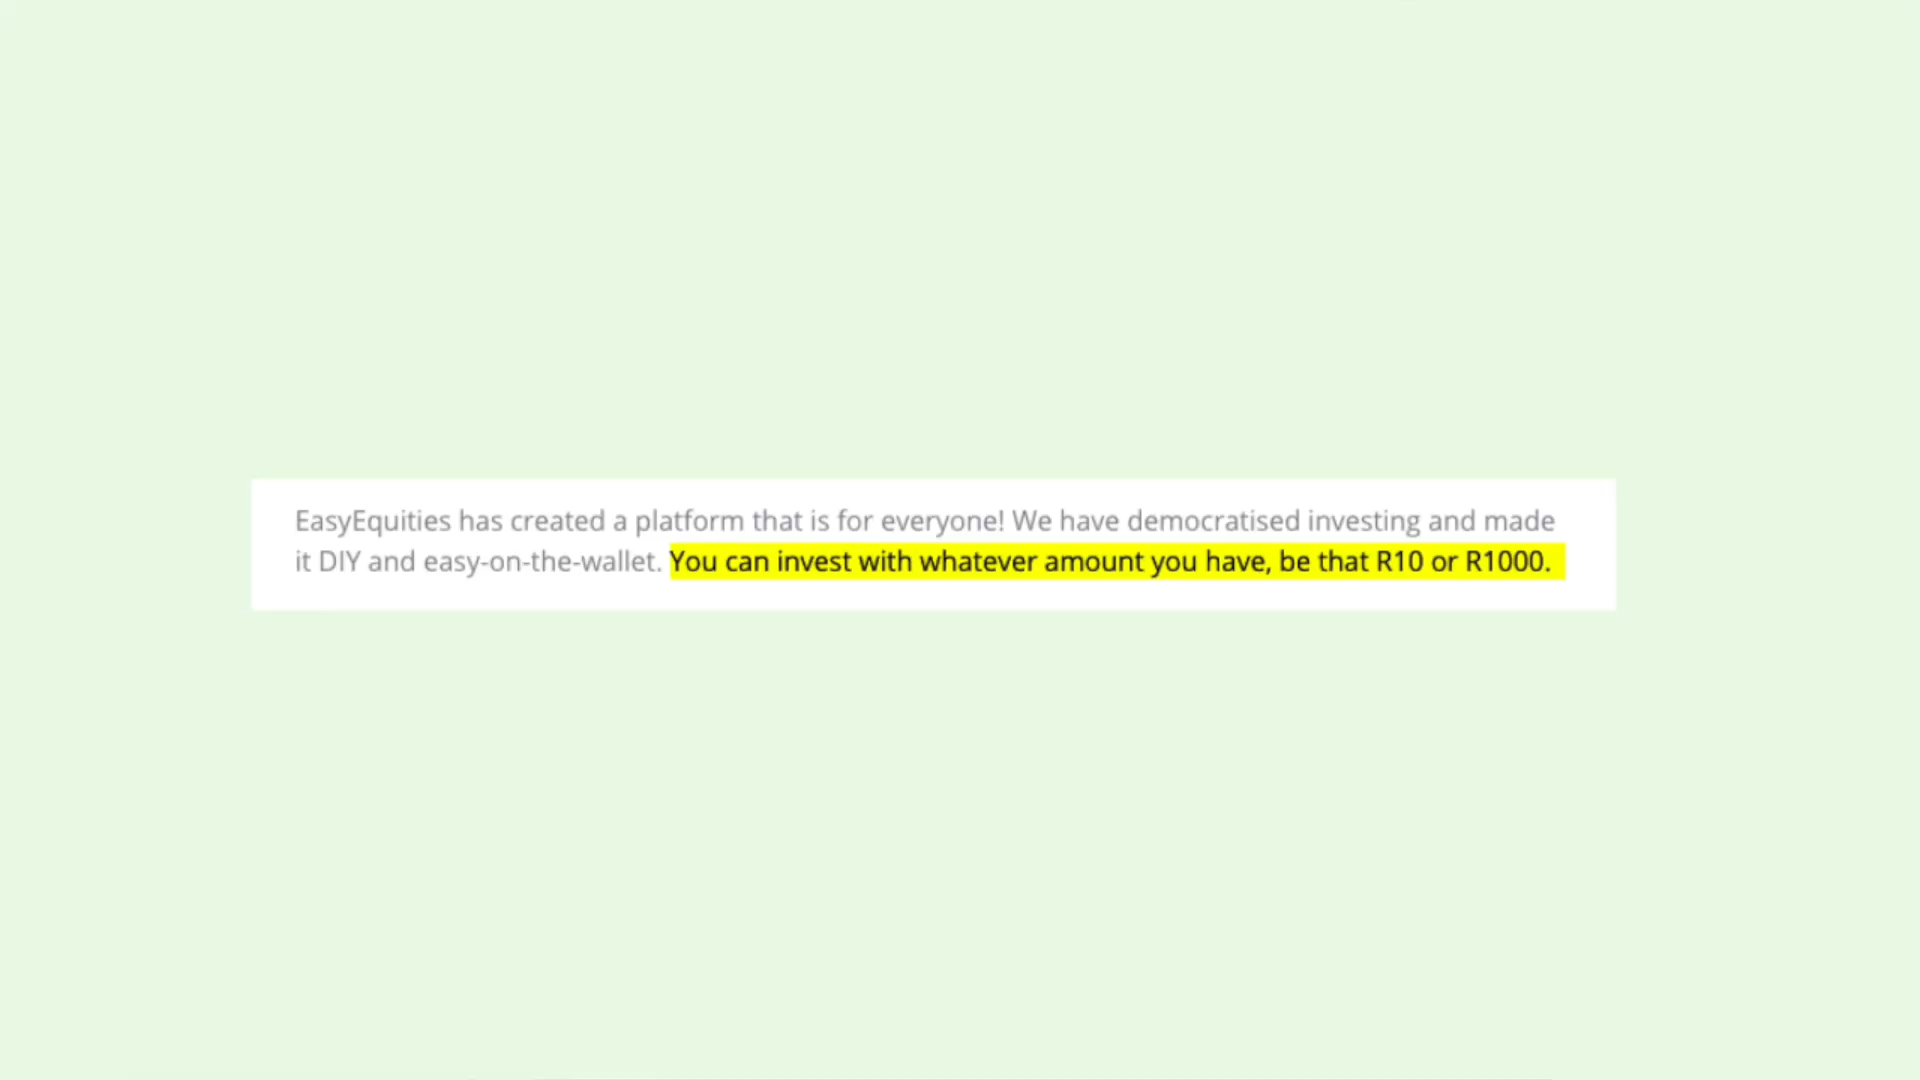 EasyEquities has created a platform that is for everyone! We have democratised investing and made
it DIY and easy-on-the-wallet. You can invest with whatever amount you have, be that R10 or R1000.